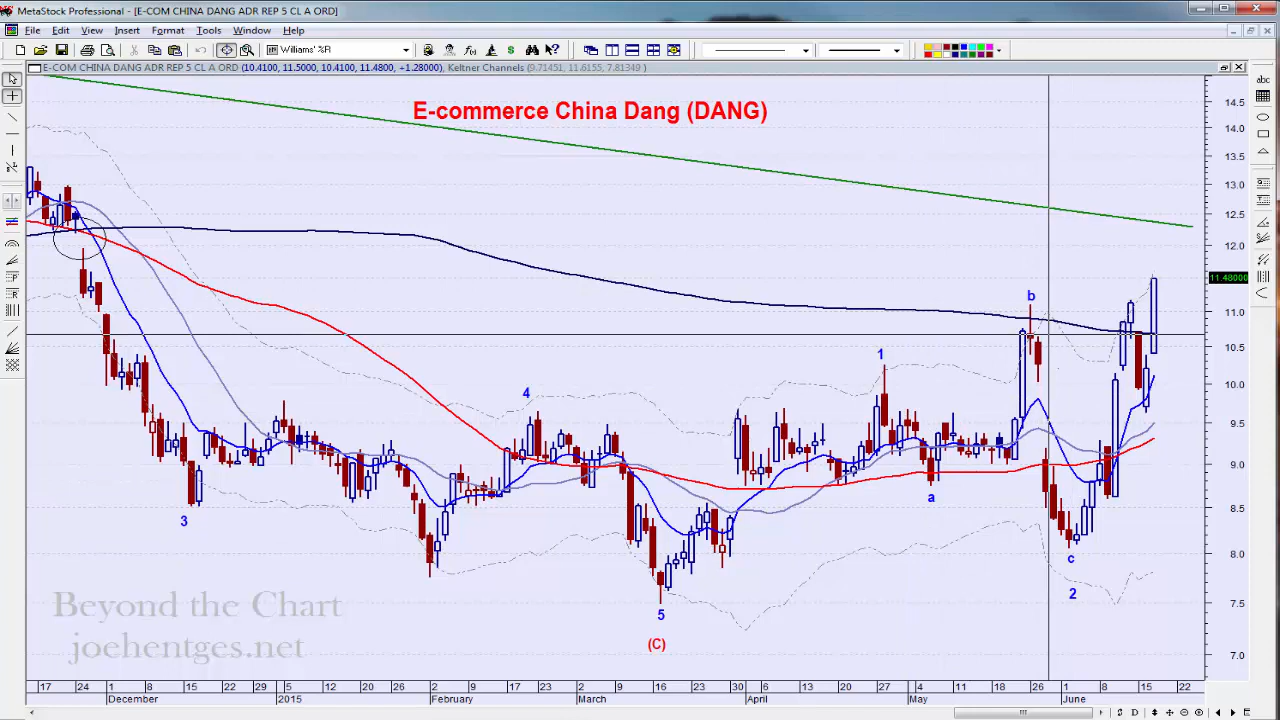 MetaStock Professional - [E-COM CHINA DANG ADR REP 5 CL A ORD]
File Edit View Insert Format Tools Window Help
Williams' %R
E-COM CHINA DANG ADR REP 5 CL A ORD (10.4100, 11.5000, 10.4100, 11.4800, +1.28000), Keltner Channels (9.71451, 11.6155, 7.81349 )
abc
E-commerce China Dang (DANG)
14.5
14.0
13.5
13.0
12.5
12.0
11.48000
11.0
10.5
10.0
9.5
9.0
8.5
8.0
7.5
7.0
b
1
4
a
3
c
2
5
(C)
Beyond the Chart
joehentges.net
17 24 1 8 15 22 29 5 12 20 26 2 9 17 23 2 9 16 23 30 6 13 20 27 4 11 18 26 1 8 15 22
December 2015 February March April May June